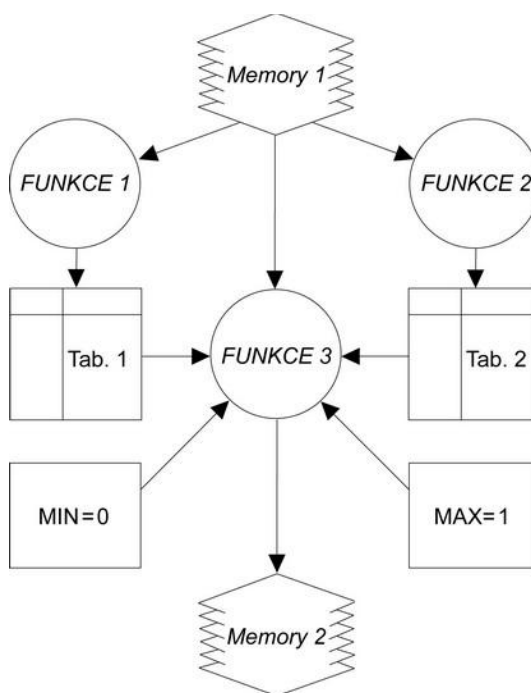 Memory 1
FUNKCE 1
FUNKCE 2
Tab. 1
FUNKCE 3
Tab. 2
MIN=0
MAX=1
Memory 2